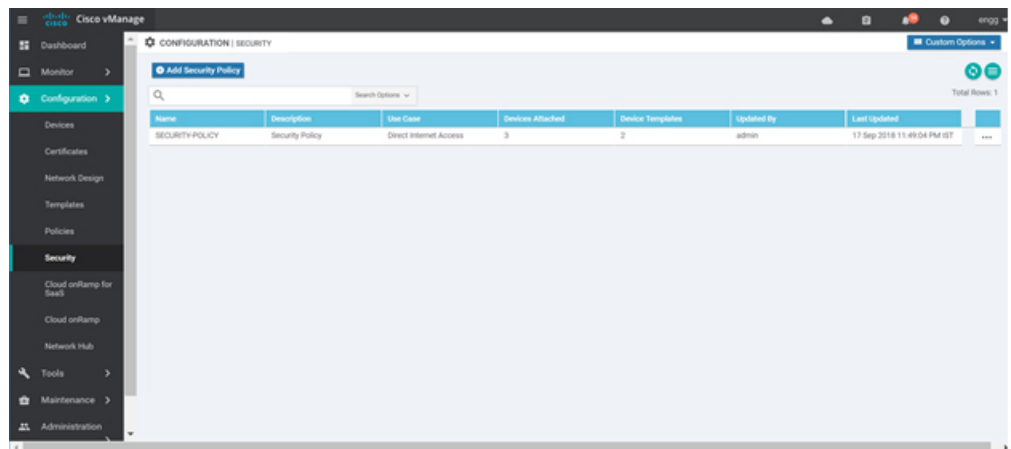 cisco Cisco vManage
engg
Dashboard
Monitor
Configuration
Devices
Certificates
Network Design
Templates
Policies
Security
Cloud onRamp for SaaS
Cloud onRamp
Network Hub
Tools
Maintenance
Administration
CONFIGURATION | SECURITY
Custom Options
Add Security Policy
Search Options
Total Rows: 1
Name Description Use Case Devices Attached Device Templates Updated By Last Updated
SECURITY-POLICY Security Policy Direct Internet Access 3 2 admin 17 Sep 2018 11:49:04 PM IST